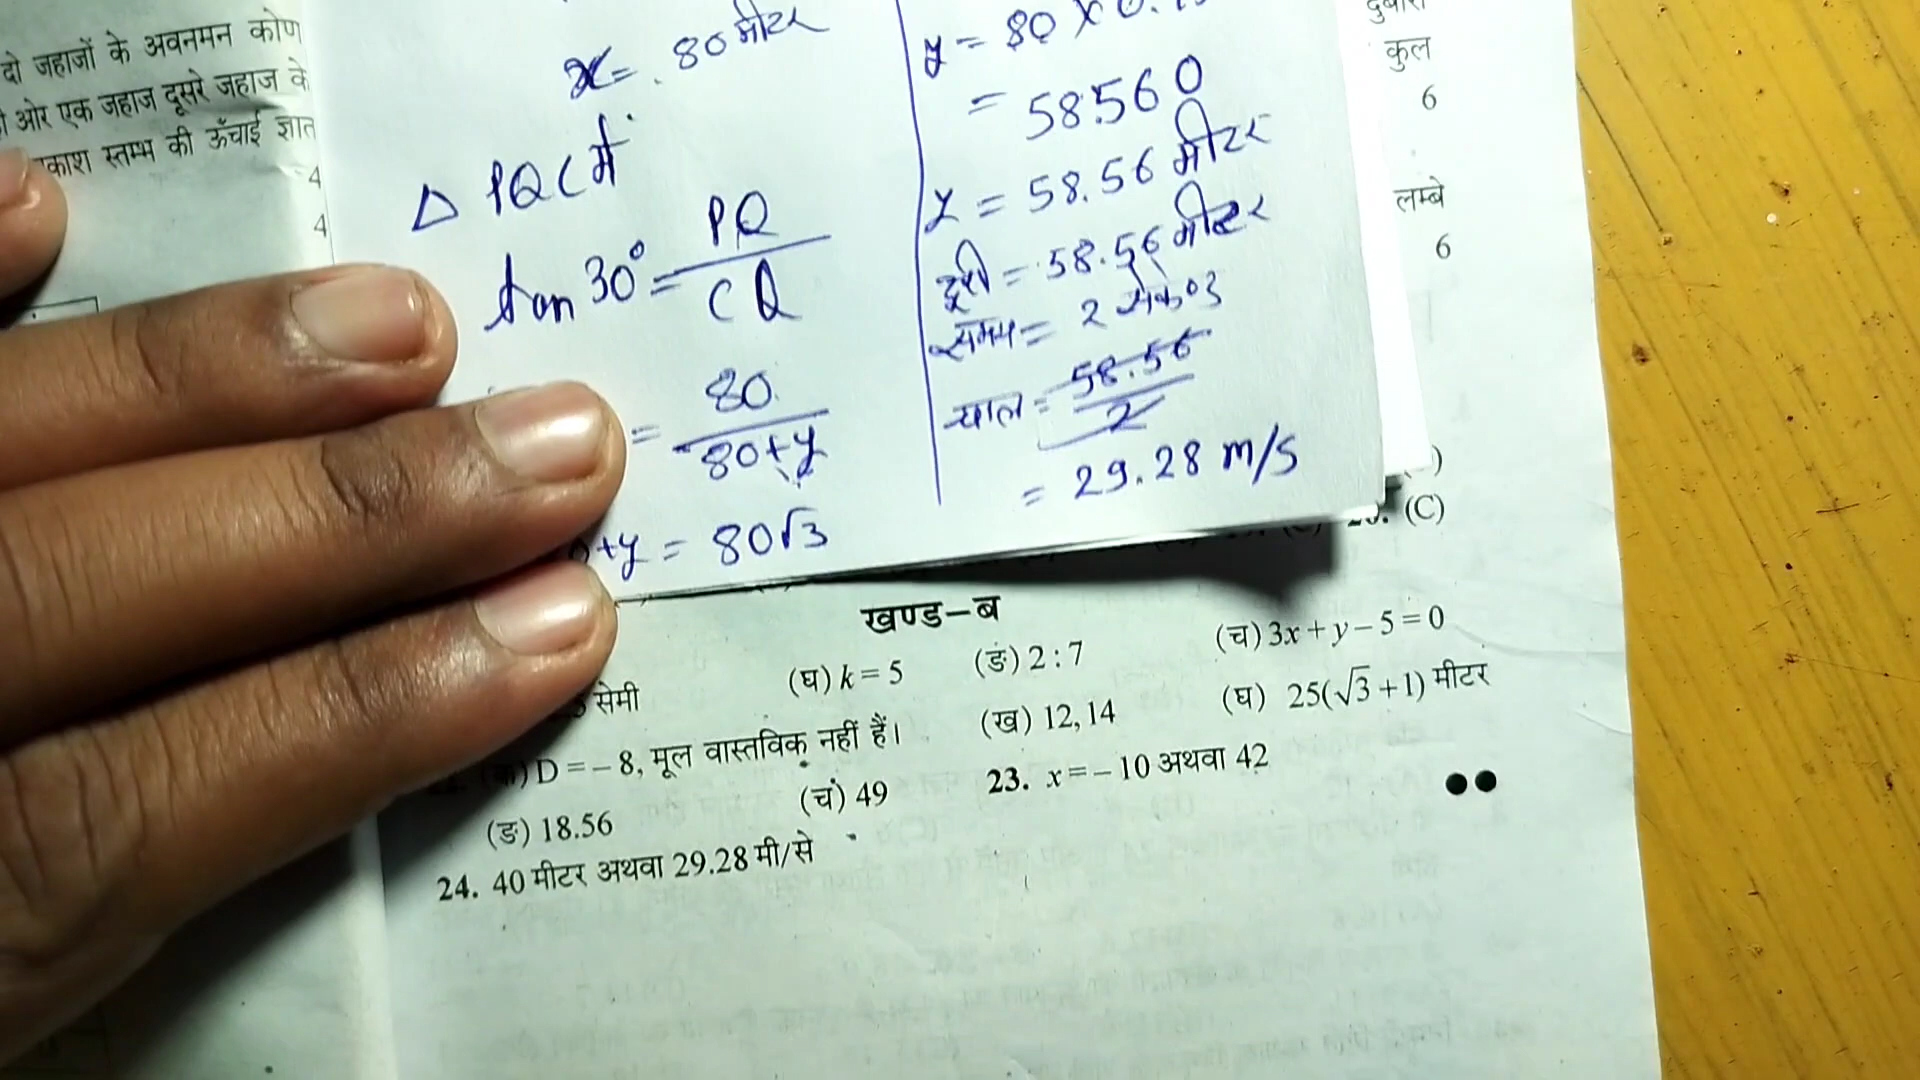 दो जहाजों के अवनमन कोण
ओर एक जहाज दूसरे जहाज के
काश स्तम्भ की ऊँचाई ज्ञात
4
4
x = 80 मीटर
Δ PQC में
tan 30° = PQ / CQ
= 80 / 80+y
+y = 80√3
y = 80 × 0.
= 58.560
y = 58.56 मीटर
दूरी = 58.56 मीटर
समय = 2 सेकण्ड
चाल = 58.56 / 2
= 29.28 m/s
कुल
6
लम्बे
6
(C)
खण्ड–ब
सेमी (घ) k = 5 (ङ) 2 : 7 (च) 3x + y – 5 = 0
(क) D = – 8, मूल वास्तविक नहीं हैं। (ख) 12, 14 (घ) 25(√3 + 1) मीटर
(ङ) 18.56 (च) 49 23. x = – 10 अथवा 42
24. 40 मीटर अथवा 29.28 मी/से